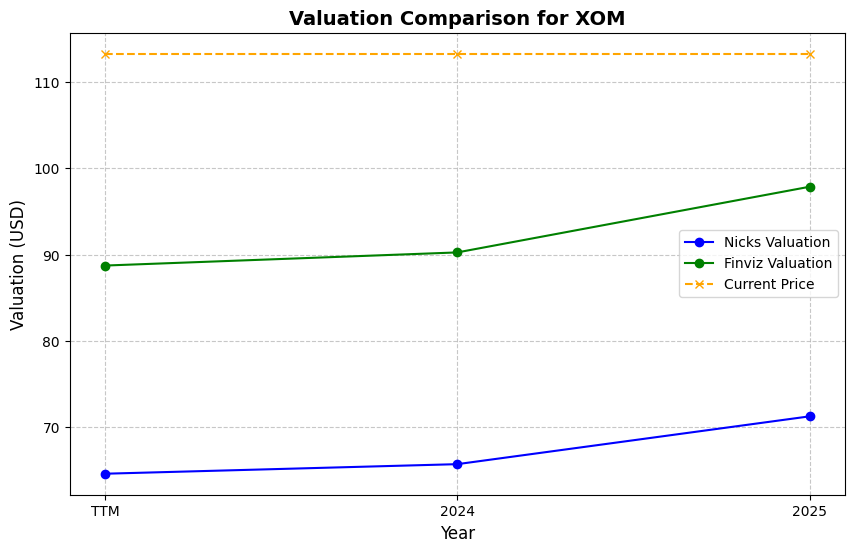 Valuation Comparison for XOM
Valuation (USD)
110
100
90
80
70
Nicks Valuation
Finviz Valuation
Current Price
TTM 2024 2025
Year